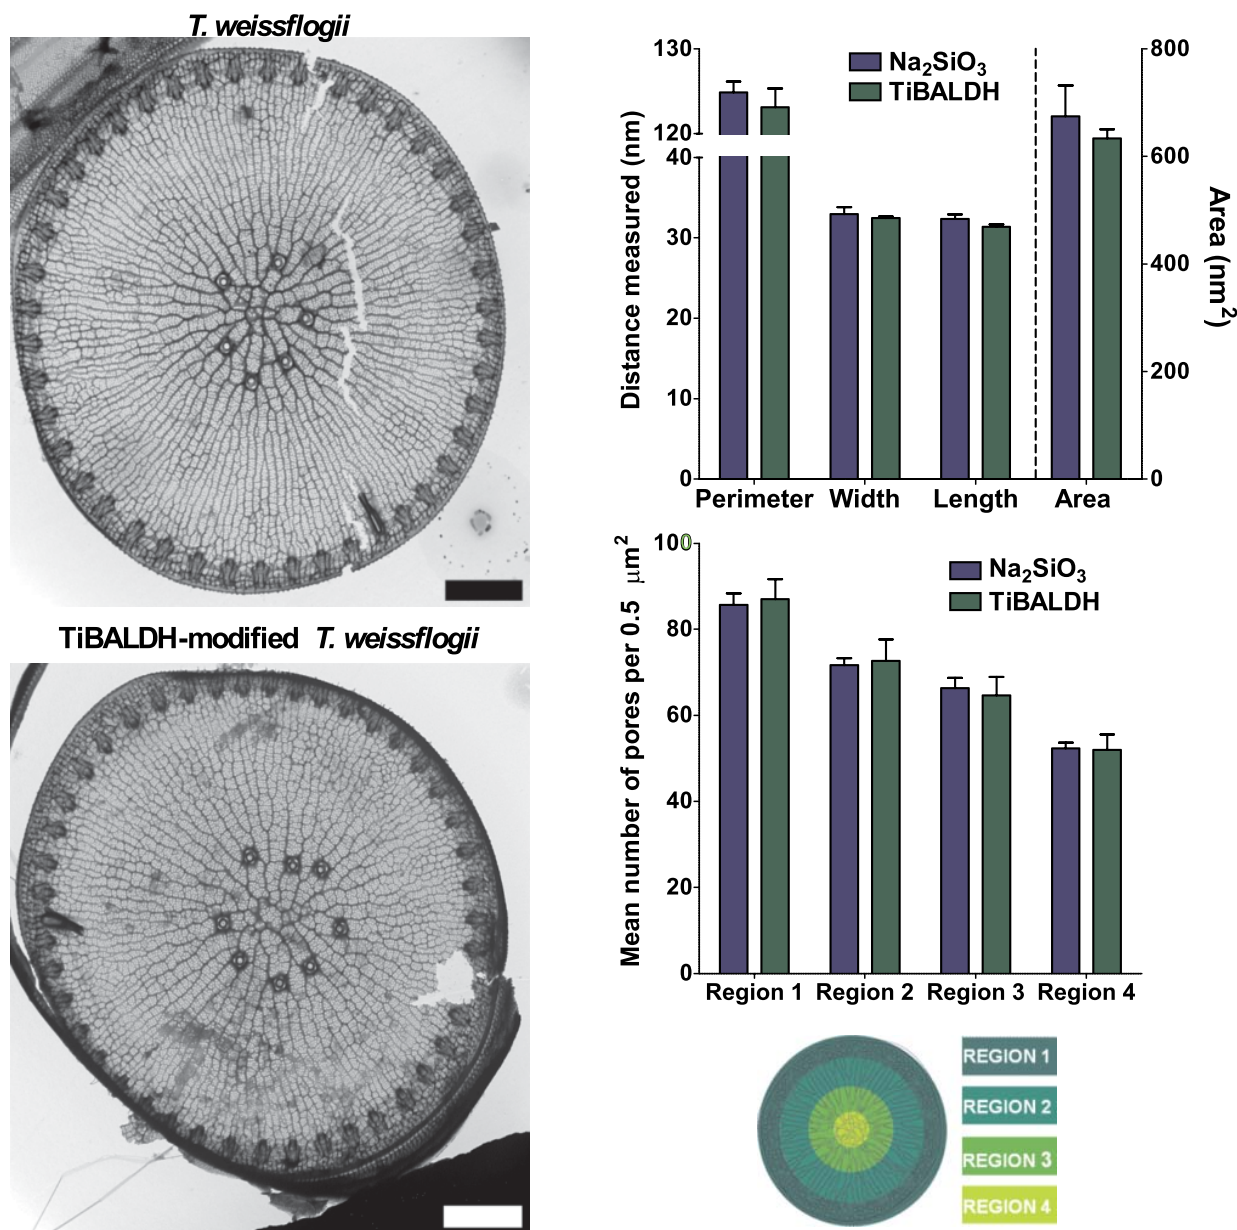 T. weissflogii
TiBALDH-modified T. weissflogii
130
120
40
30
20
10
0
Distance measured (nm)
Na₂SiO₃
TiBALDH
800
600
400
200
0
Area (nm²)
Perimeter Width Length Area
100
80
60
40
20
0
Mean number of pores per 0.5 μm²
Na₂SiO₃
TiBALDH
Region 1 Region 2 Region 3 Region 4
REGION 1
REGION 2
REGION 3
REGION 4